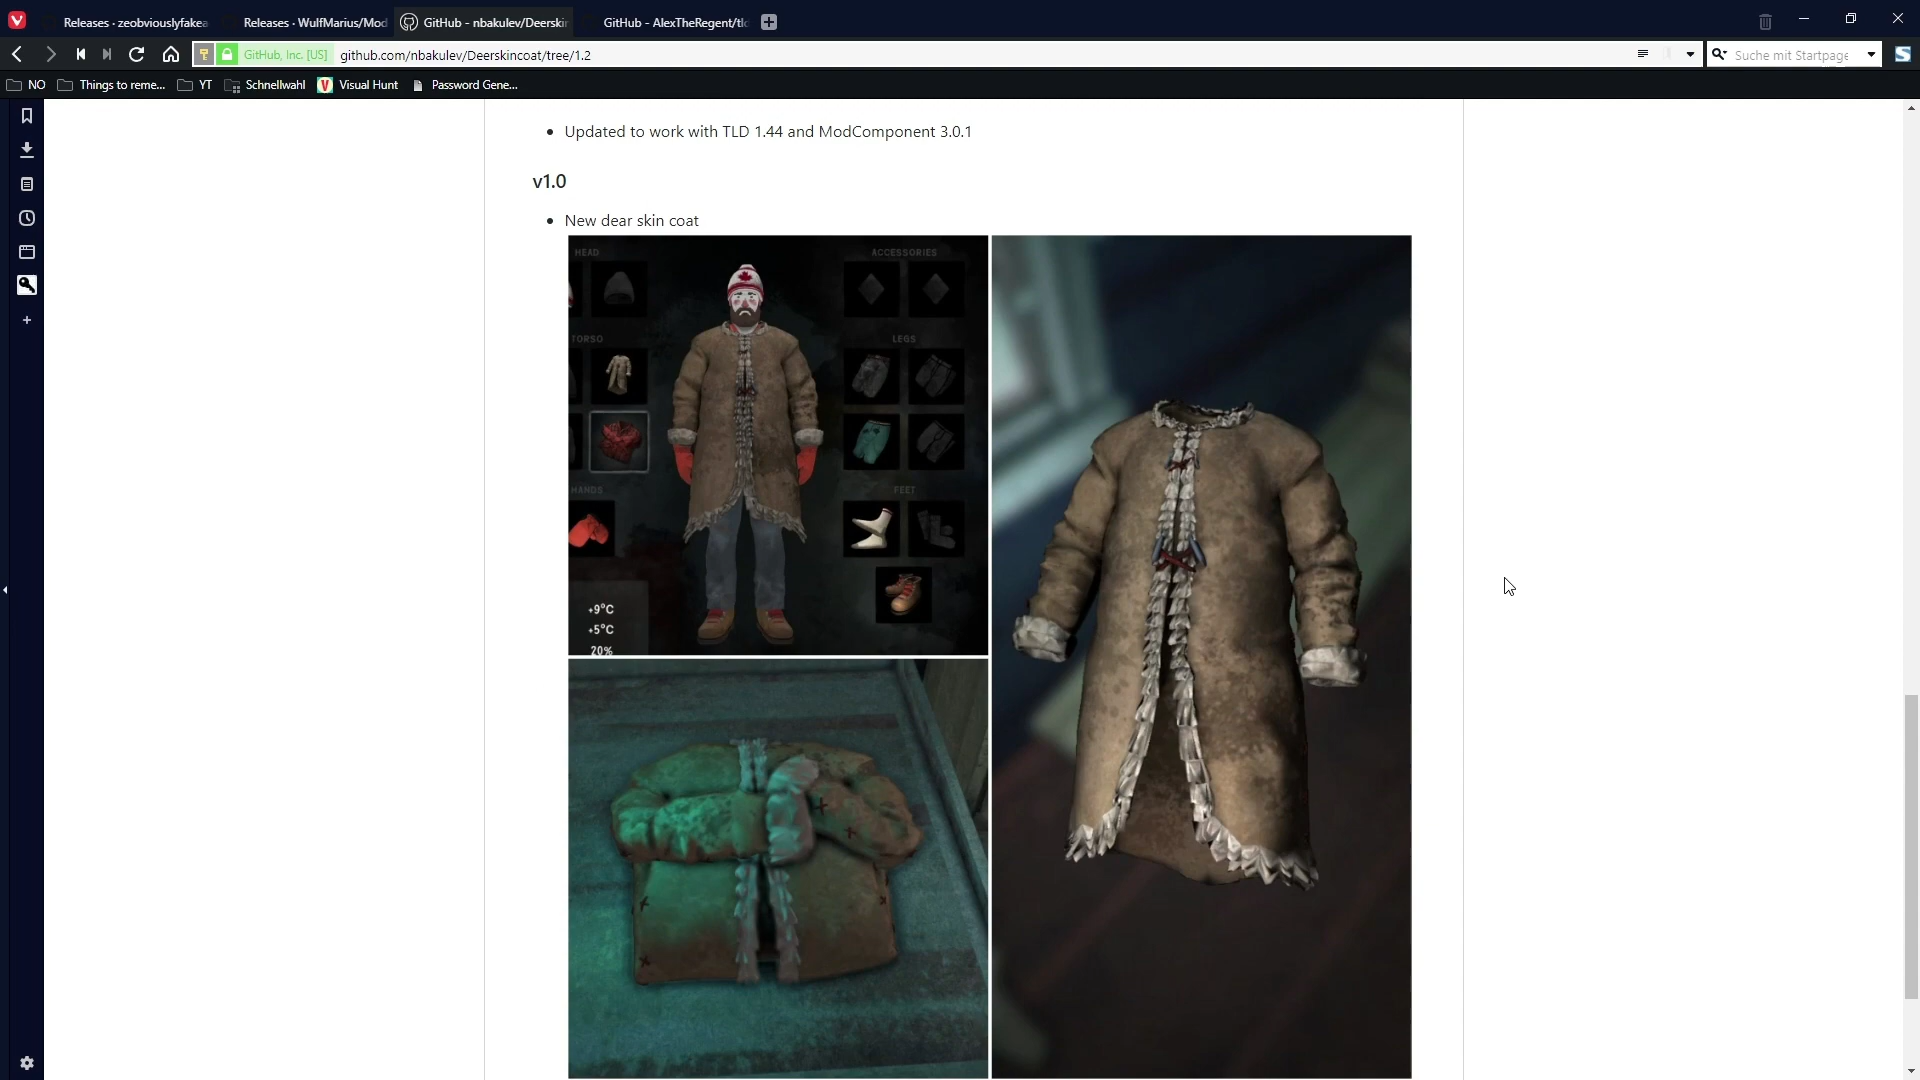 Releases · zeobviouslyfakea
Releases · WulfMarius/Mod
GitHub - nbakulev/Deerskin
GitHub - AlexTheRegent/tld
GitHub, Inc. [US]
github.com/nbakulev/Deerskincoat/tree/1.2
Suche mit Startpage
NO
Things to reme...
YT
Schnellwahl
Visual Hunt
Password Gene...
• Updated to work with TLD 1.44 and ModComponent 3.0.1
v1.0
• New dear skin coat
HEAD
ACCESSORIES
TORSO
LEGS
HANDS
FEET
+9°C
+5°C
20%